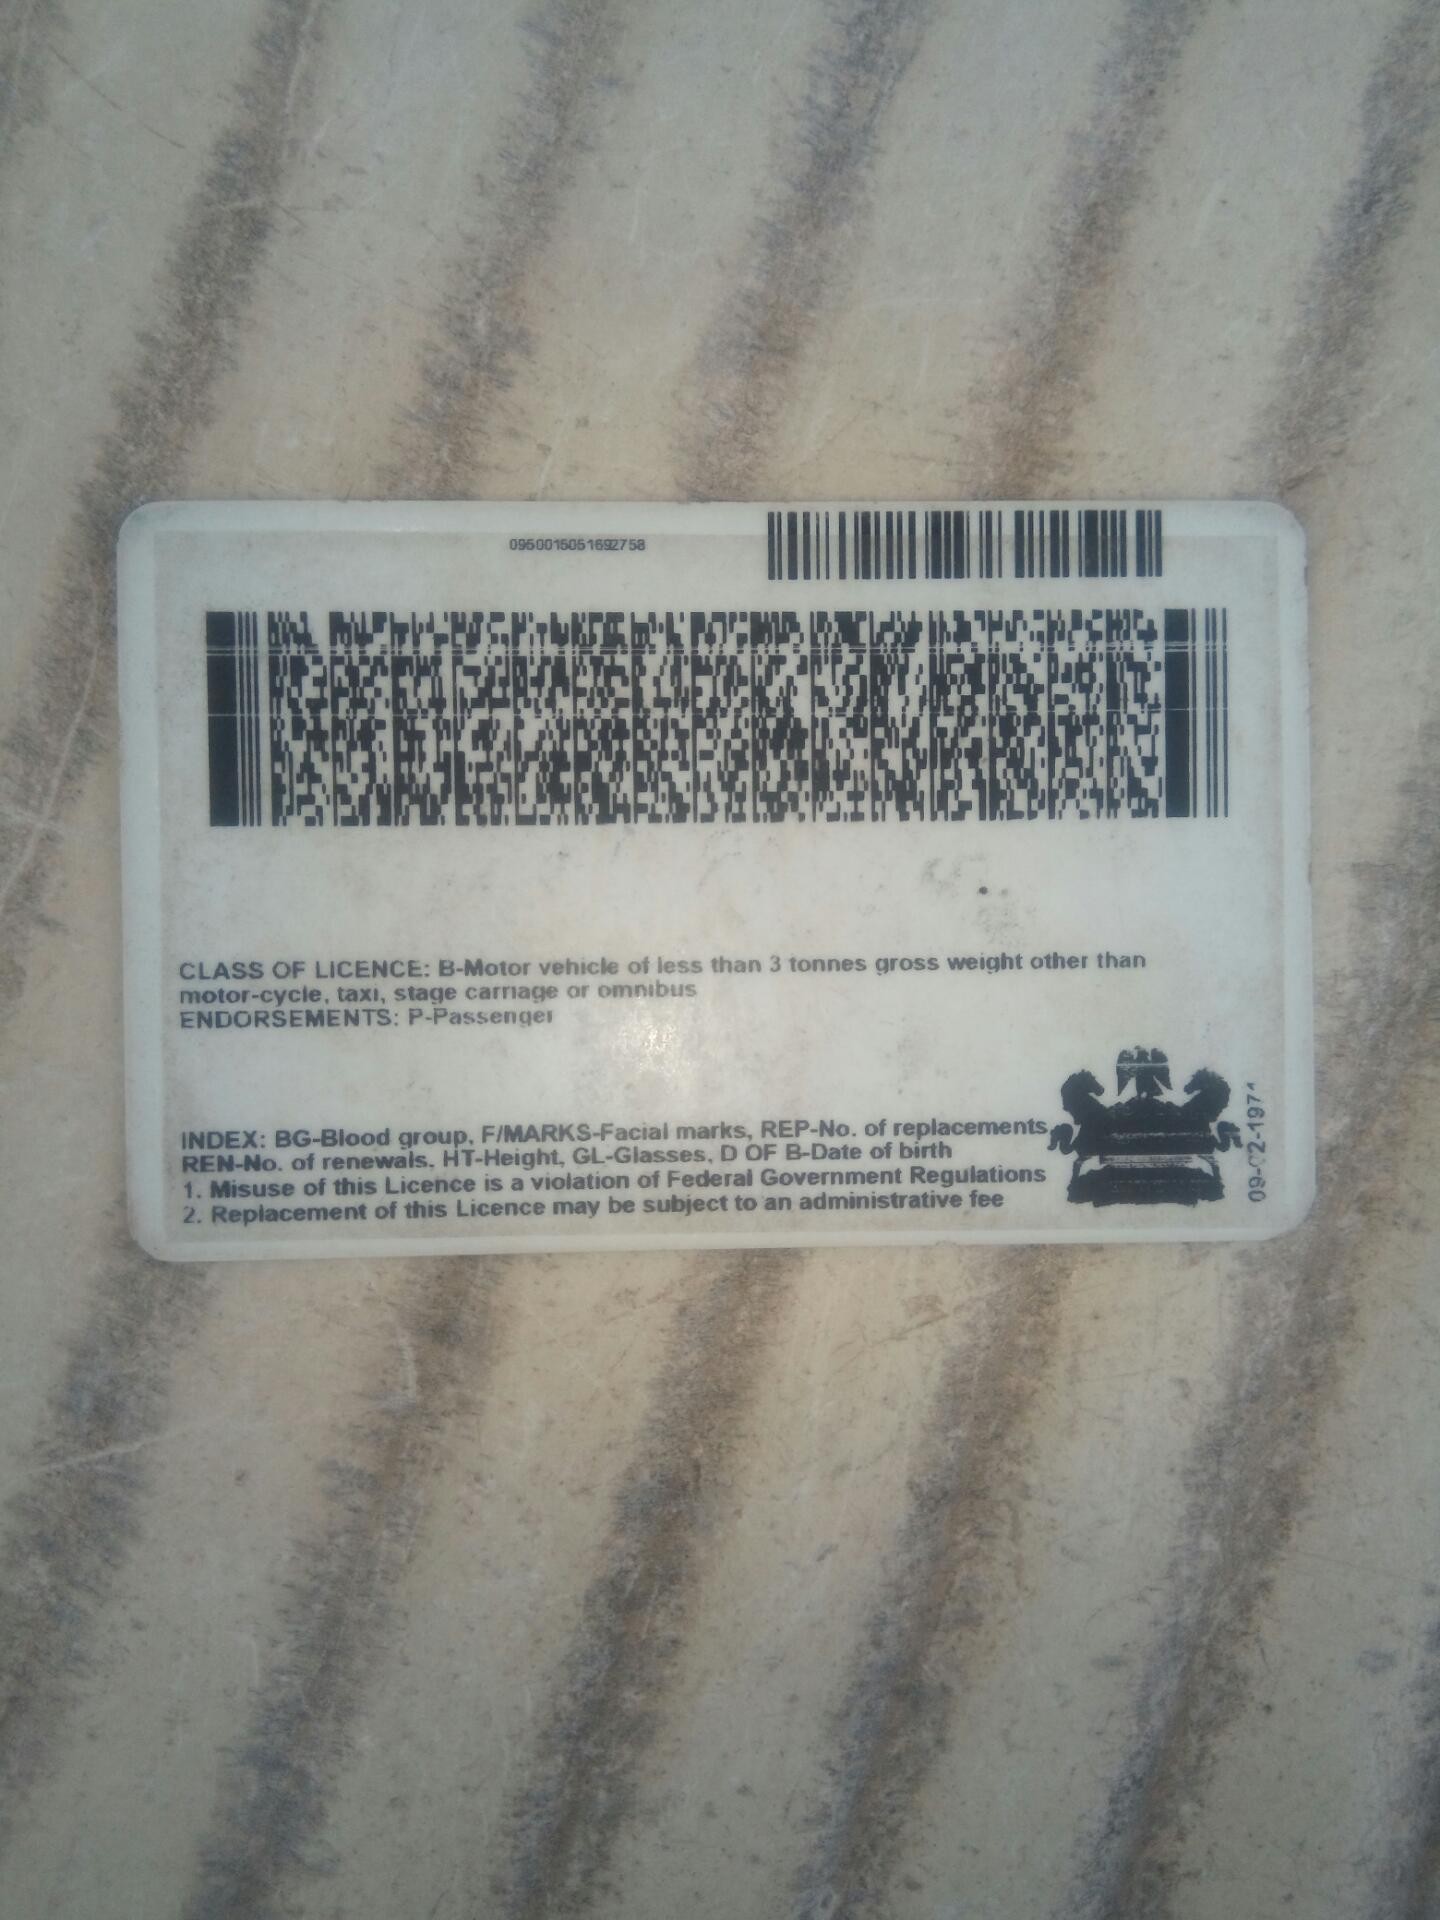 0950015051692758
CLASS OF LICENCE: B-Motor vehicle of less than 3 tonnes gross weight other than
motor-cycle, taxi, stage carriage or omnibus
ENDORSEMENTS: P-Passenger
INDEX: BG-Blood group, F/MARKS-Facial marks, REP-No. of replacements,
REN-No. of renewals, HT-Height, GL-Glasses, D OF B-Date of birth
1. Misuse of this Licence is a violation of Federal Government Regulations
2. Replacement of this Licence may be subject to an administrative fee